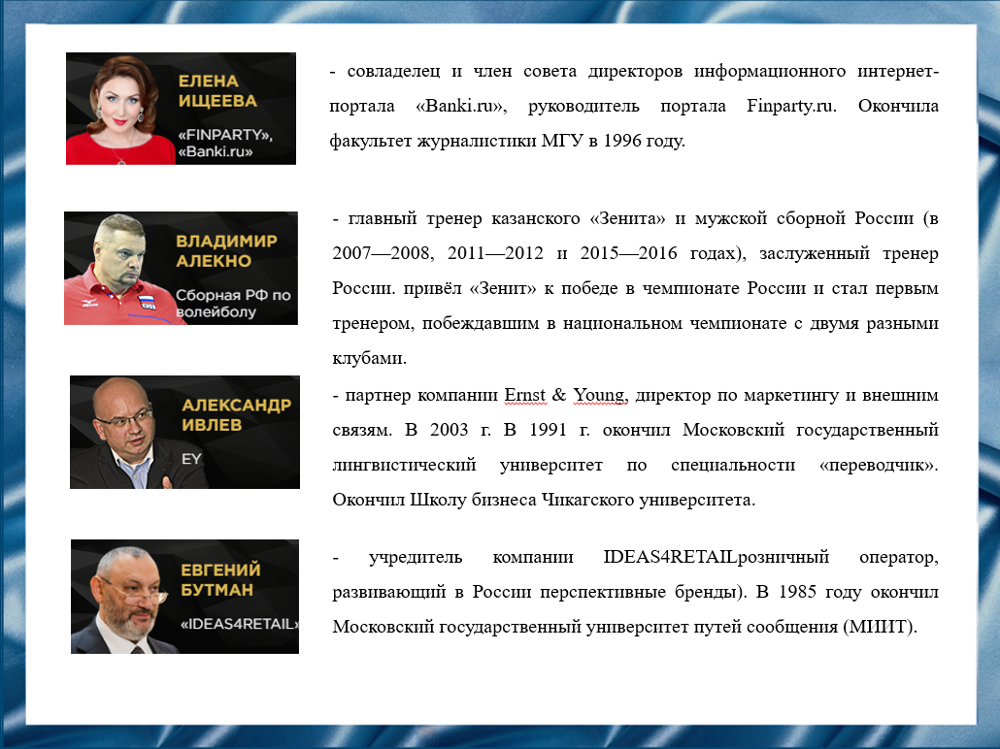 ЕЛЕНА
ИЩЕЕВА
«FINPARTY»,
«Banki.ru»
- совладелец и член совета директоров информационного интернет-
портала «Banki.ru», руководитель портала Finparty.ru. Окончила
факультет журналистики МГУ в 1996 году.
ВЛАДИМИР
АЛЕКНО
Сборная РФ по
волейболу
- главный тренер казанского «Зенита» и мужской сборной России (в
2007—2008, 2011—2012 и 2015—2016 годах), заслуженный тренер
России. привёл «Зенит» к победе в чемпионате России и стал первым
тренером, побеждавшим в национальном чемпионате с двумя разными
клубами.
АЛЕКСАНДР
ИВЛЕВ
EY
- партнер компании Ernst & Young, директор по маркетингу и внешним
связям. В 2003 г. В 1991 г. окончил Московский государственный
лингвистический университет по специальности «переводчик».
Окончил Школу бизнеса Чикагского университета.
ЕВГЕНИЙ
БУТМАН
«IDEAS4RETAIL»
- учредитель компании IDEAS4RETAILрозничный оператор,
развивающий в России перспективные бренды). В 1985 году окончил
Московский государственный университет путей сообщения (МИИТ).